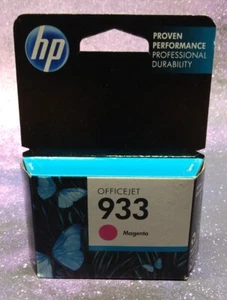 hp
PROVEN
PERFORMANCE
PROFESSIONAL
DURABILITY
OFFICEJET
933
Magenta